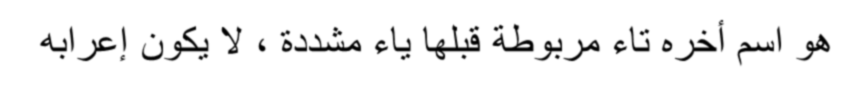 هو اسم أخره تاء مربوطة قبلها ياء مشددة ، لا يكون إعرابه